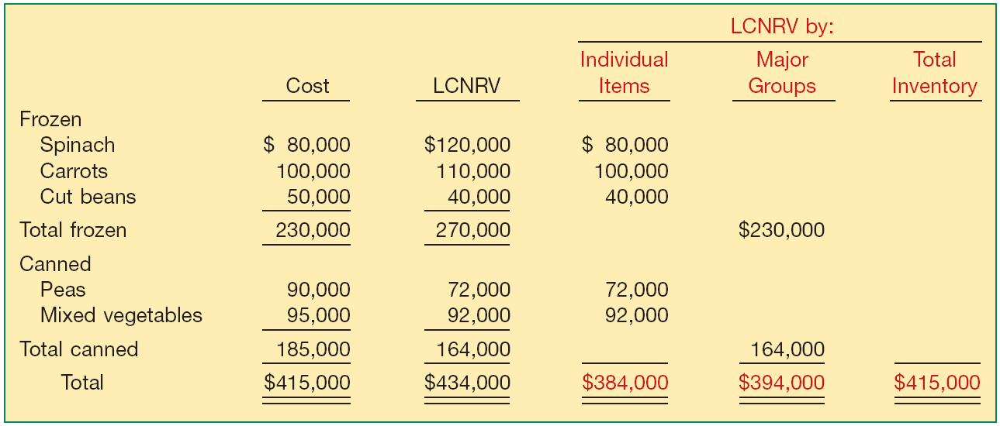 LCNRV by:
Individual Major Total
Cost LCNRV Items Groups Inventory
Frozen
Spinach $ 80,000 $120,000 $ 80,000
Carrots 100,000 110,000 100,000
Cut beans 50,000 40,000 40,000
Total frozen 230,000 270,000 $230,000
Canned
Peas 90,000 72,000 72,000
Mixed vegetables 95,000 92,000 92,000
Total canned 185,000 164,000 164,000
Total $415,000 $434,000 $384,000 $394,000 $415,000